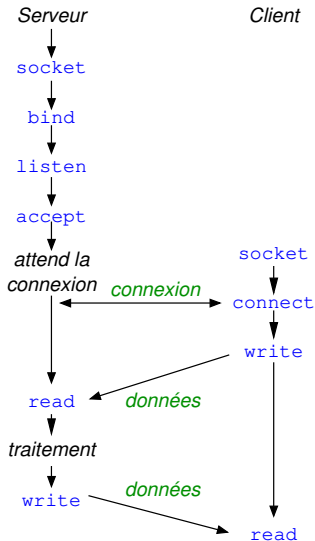 Serveur
Client
socket
bind
listen
accept
attend la
connexion
socket
connexion
connect
write
read
données
traitement
données
write
read